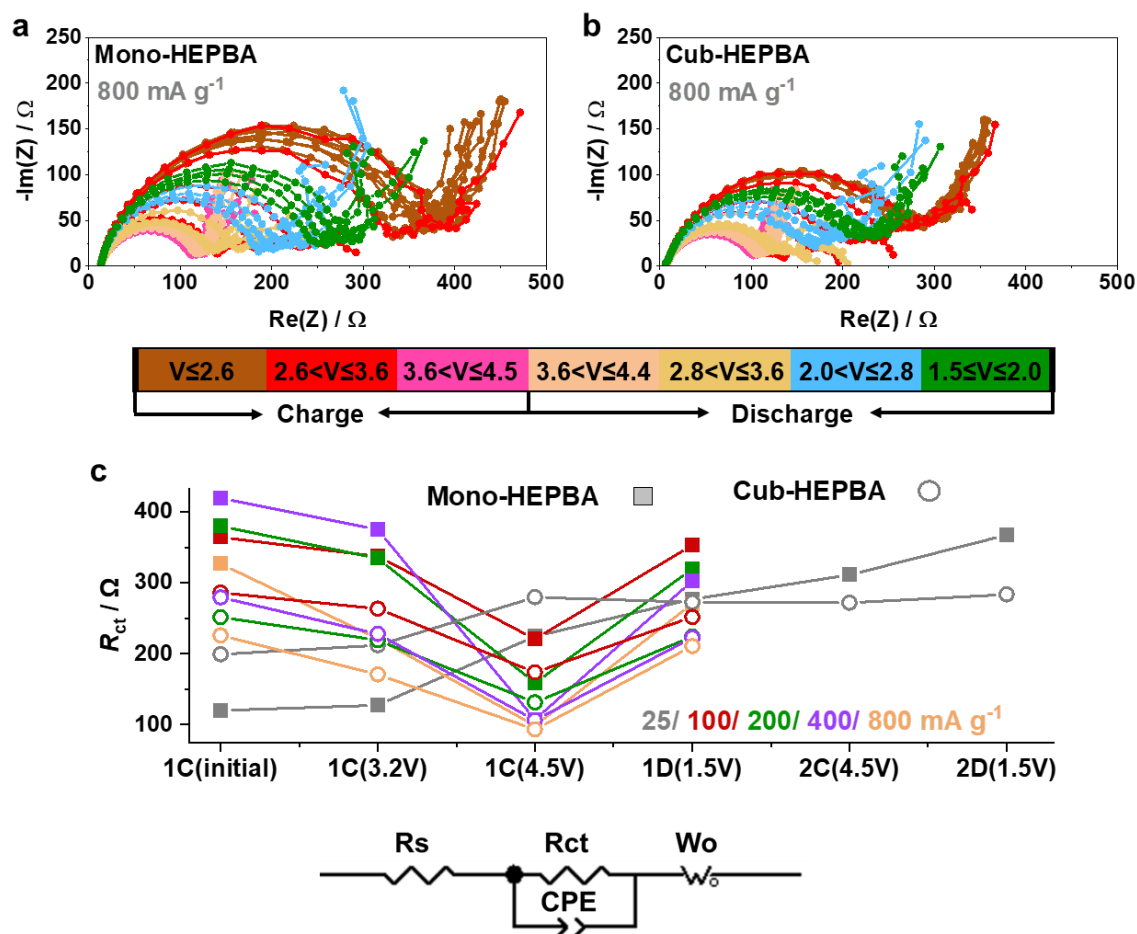 a
Mono-HEPBA
800 mA g⁻¹
250
200
150
100
50
0
-Im(Z) / Ω
0 100 200 300 400 500
Re(Z) / Ω
b
Cub-HEPBA
800 mA g⁻¹
250
200
150
100
50
0
-Im(Z) / Ω
0 100 200 300 400 500
Re(Z) / Ω
V≤2.6 2.6<V≤3.6 3.6<V≤4.5 3.6<V≤4.4 2.8<V≤3.6 2.0<V≤2.8 1.5≤V≤2.0
Charge Discharge
c
Mono-HEPBA Cub-HEPBA
400
300
200
100
Rct / Ω
25/ 100/ 200/ 400/ 800 mA g⁻¹
1C(initial) 1C(3.2V) 1C(4.5V) 1D(1.5V) 2C(4.5V) 2D(1.5V)
Rs Rct Wo
CPE
W
o